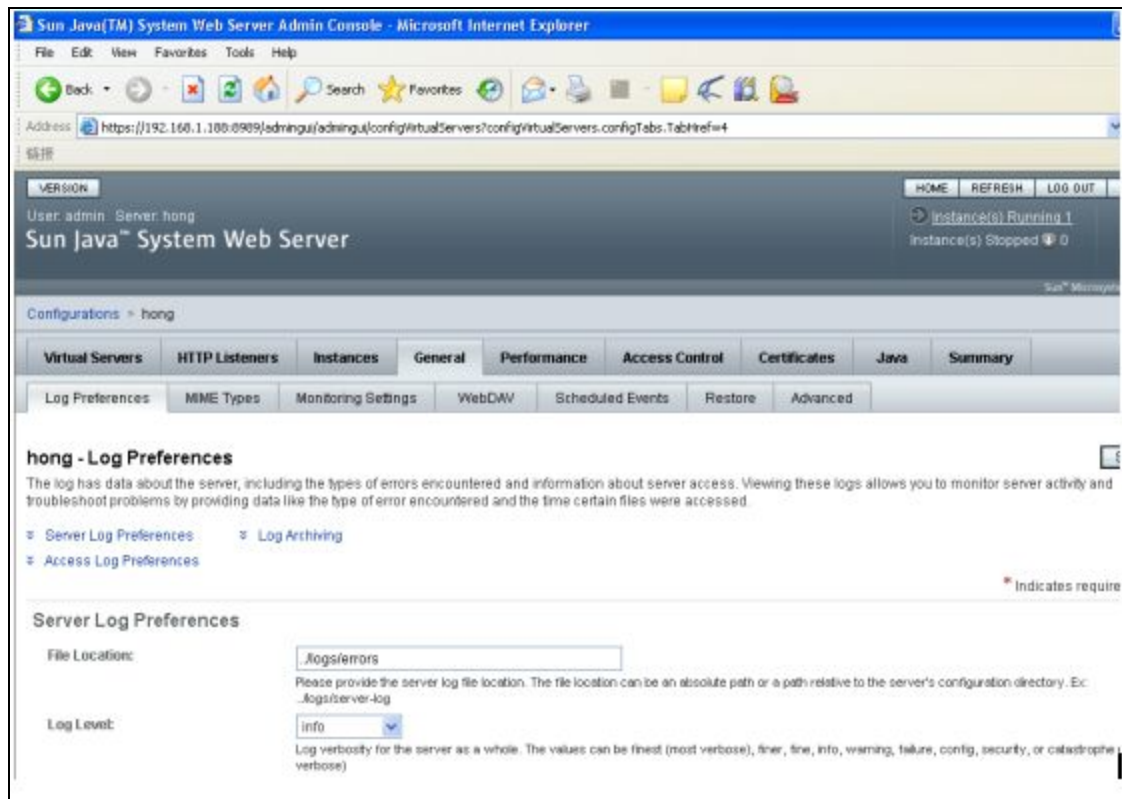 Sun Java(TM) System Web Server Admin Console - Microsoft Internet Explorer
File Edit View Favorites Tools Help
Back Search Favorites
Address https://192.168.1.188:8989/admingui/admingui/configVirtualServers?configVirtualServers.configTabs.TabHref=4
链接
VERSION HOME REFRESH LOG OUT
User: admin Server: hong Instance(s) Running 1
Sun Java™ System Web Server Instance(s) Stopped 0
Sun™ Microsyste
Configurations > hong
Virtual Servers HTTP Listeners Instances General Performance Access Control Certificates Java Summary
Log Preferences MIME Types Monitoring Settings WebDAV Scheduled Events Restore Advanced
hong - Log Preferences
The log has data about the server, including the types of errors encountered and information about server access. Viewing these logs allows you to monitor server activity and
troubleshoot problems by providing data like the type of error encountered and the time certain files were accessed.
Server Log Preferences Log Archiving
Access Log Preferences
* Indicates require
Server Log Preferences
File Location: ../logs/errors
Please provide the server log file location. The file location can be an absolute path or a path relative to the server's configuration directory. Ex:
../logs/server-log
Log Level: info
Log verbosity for the server as a whole. The values can be finest (most verbose), finer, fine, info, warning, failure, config, security, or catastrophe
verbose)